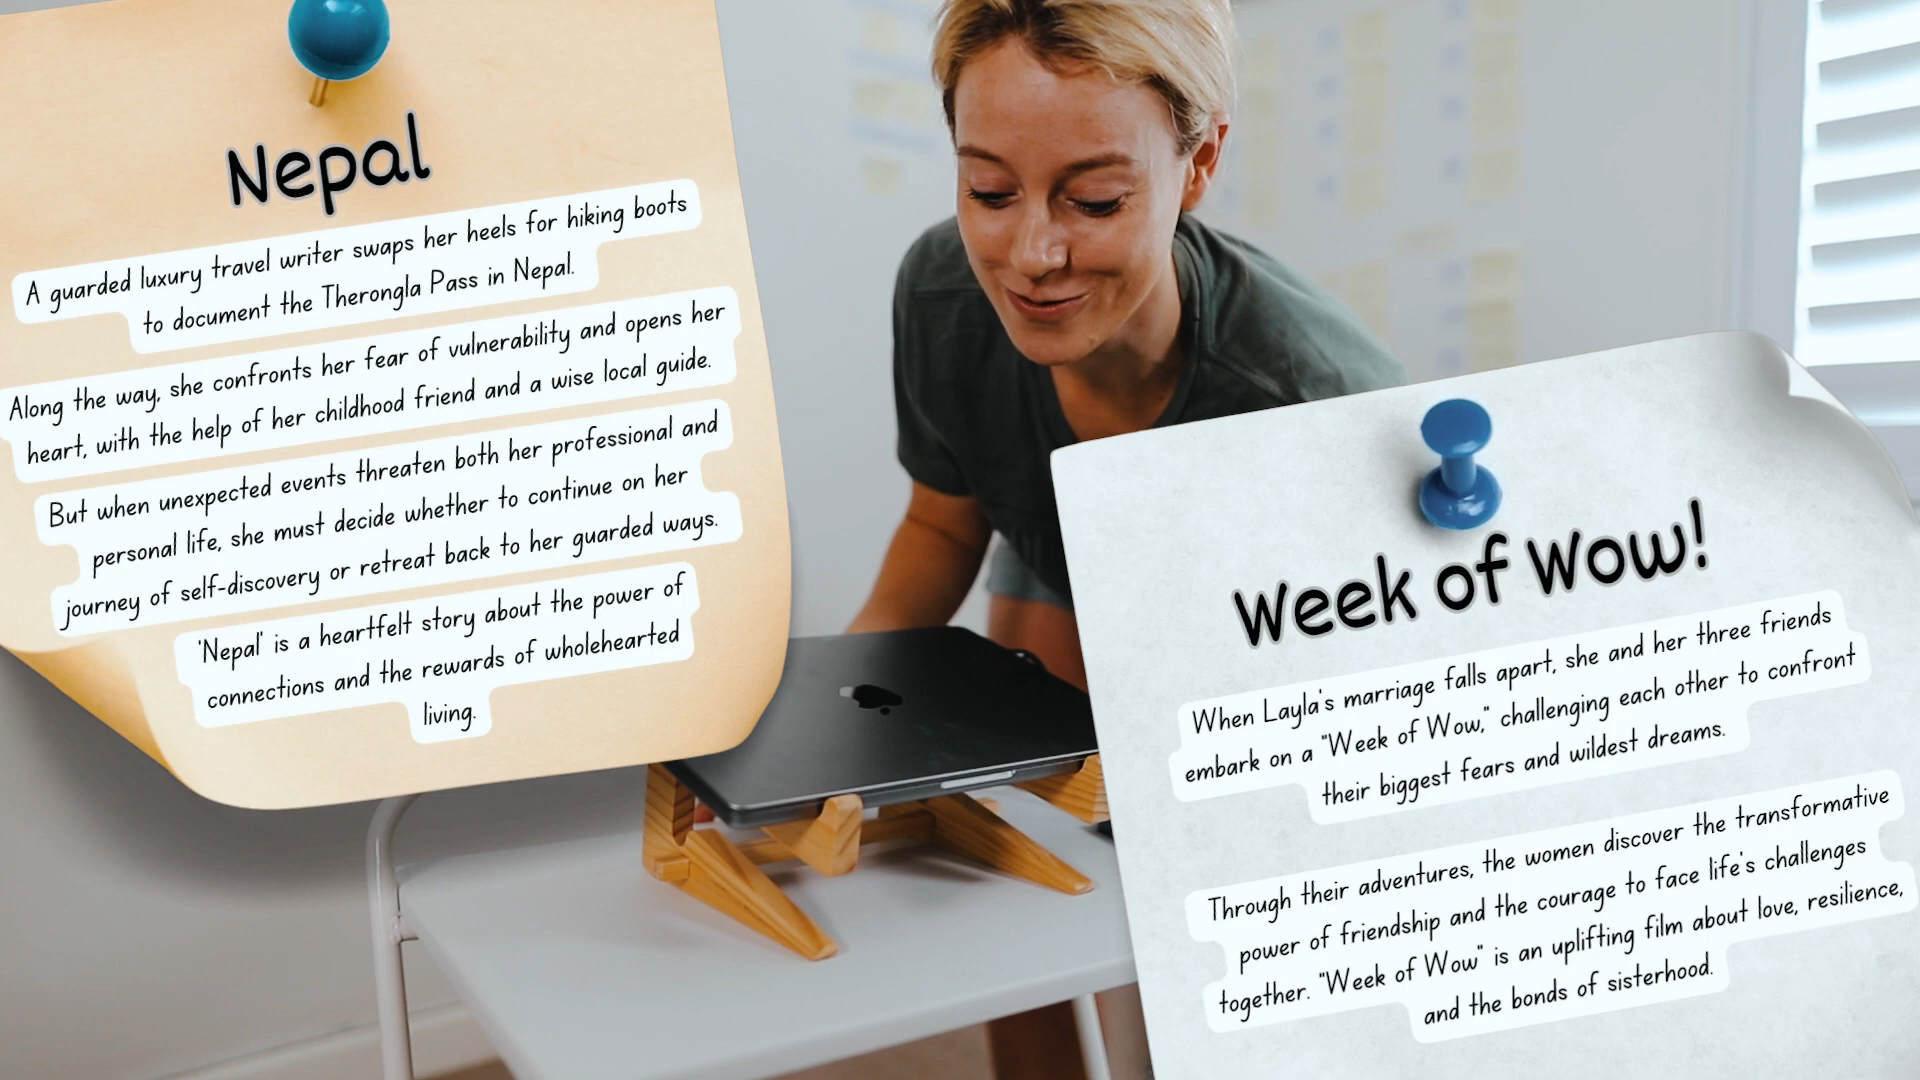 Nepal
A guarded luxury travel writer swaps her heels for hiking boots
to document the Therongla Pass in Nepal.
Along the way, she confronts her fear of vulnerability and opens her
heart, with the help of her childhood friend and a wise local guide.
But when unexpected events threaten both her professional and
personal life, she must decide whether to continue on her
journey of self-discovery or retreat back to her guarded ways.
'Nepal' is a heartfelt story about the power of
connections and the rewards of wholehearted
living.
Week of Wow!
When Layla's marriage falls apart, she and her three friends
embark on a "Week of Wow," challenging each other to confront
their biggest fears and wildest dreams.
Through their adventures, the women discover the transformative
power of friendship and the courage to face life's challenges
together. "Week of Wow" is an uplifting film about love, resilience,
and the bonds of sisterhood.